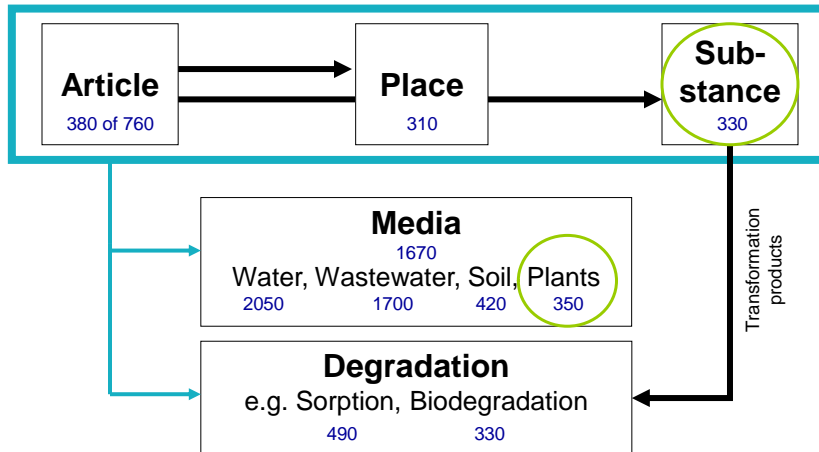 Article
380 of 760
Place
310
Sub-
stance
330
Media
1670
Water, Wastewater, Soil, Plants
2050 1700 420 350
Transformation
products
Degradation
e.g. Sorption, Biodegradation
490 330